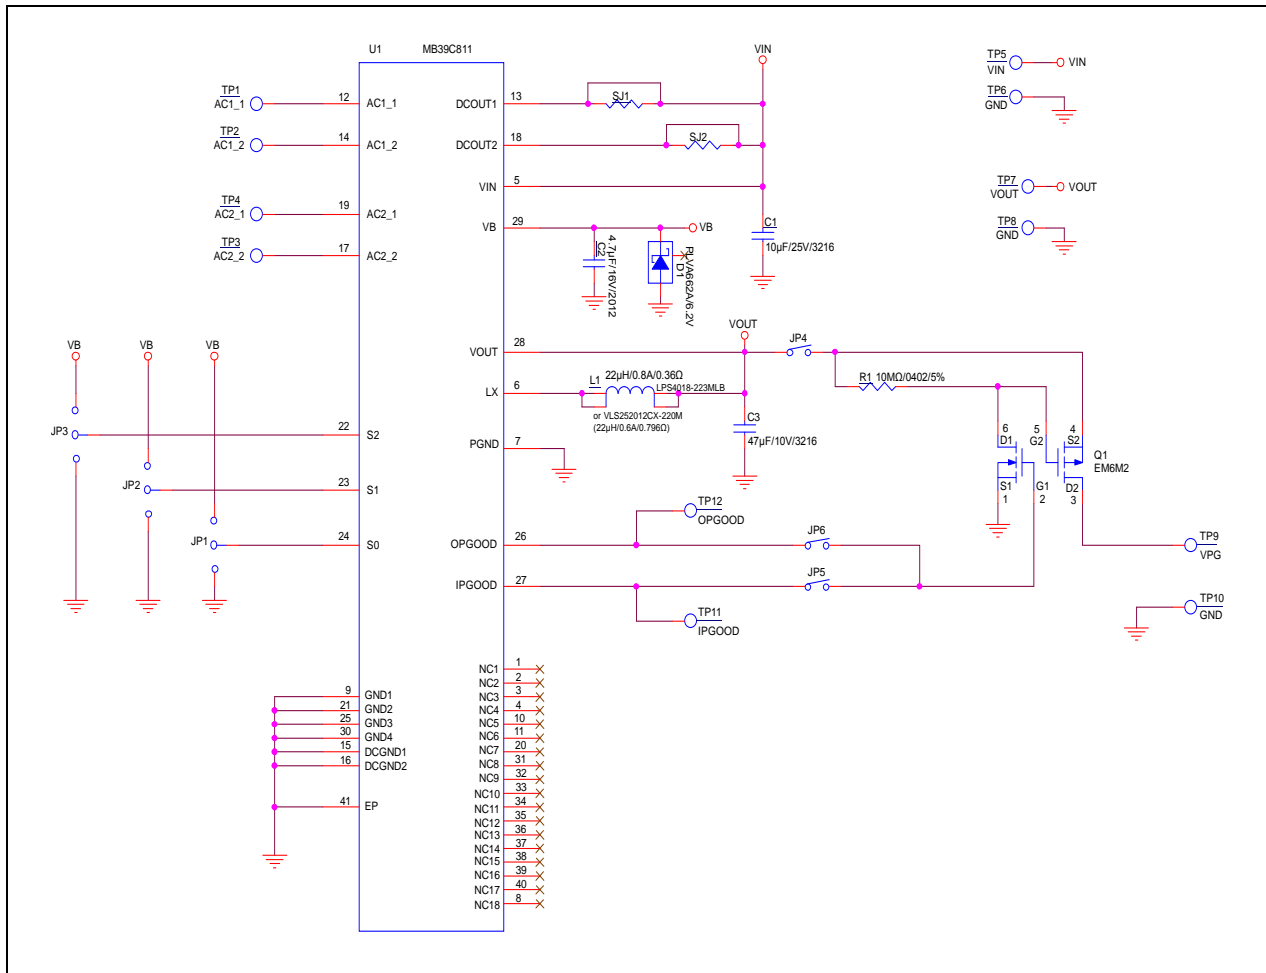 U1 MB39C811
VIN
TP5
VIN
VIN
TP6
GND
TP7
VOUT
VOUT
TP8
GND
TP1
AC1_1
12
AC1_1
TP2
AC1_2
14
AC1_2
TP4
AC2_1
19
AC2_1
TP3
AC2_2
17
AC2_2
DCOUT1
13
SJ1
DCOUT2
18
SJ2
VIN
5
VB
29
VB
C1
10µF/25V/3216
C2
4.7µF/16V/2012
D1
PLVA662A/6.2V
VOUT
VOUT
28
JP4
LX
6
L1
22µH/0.8A/0.36Ω
LPS4018-223MLB
or VLS252012CX-220M
(22µH/0.6A/0.796Ω)
C3
47µF/10V/3216
PGND
7
R1 10MΩ/0402/5%
6
D1
5
G2
4
S2
Q1
EM6M2
S1
1
G1
2
D2
3
VB
VB
VB
JP3
22
S2
JP2
23
S1
JP1
24
S0
TP12
OPGOOD
OPGOOD
26
JP6
IPGOOD
27
JP5
TP11
IPGOOD
TP9
VPG
TP10
GND
9
GND1
21
GND2
25
GND3
30
GND4
15
DCGND1
16
DCGND2
41
EP
NC1 1
NC2 2
NC3 3
NC4 4
NC5 10
NC6 11
NC7 20
NC8 31
NC9 32
NC10 33
NC11 34
NC12 35
NC13 36
NC14 37
NC15 38
NC16 39
NC17 40
NC18 8